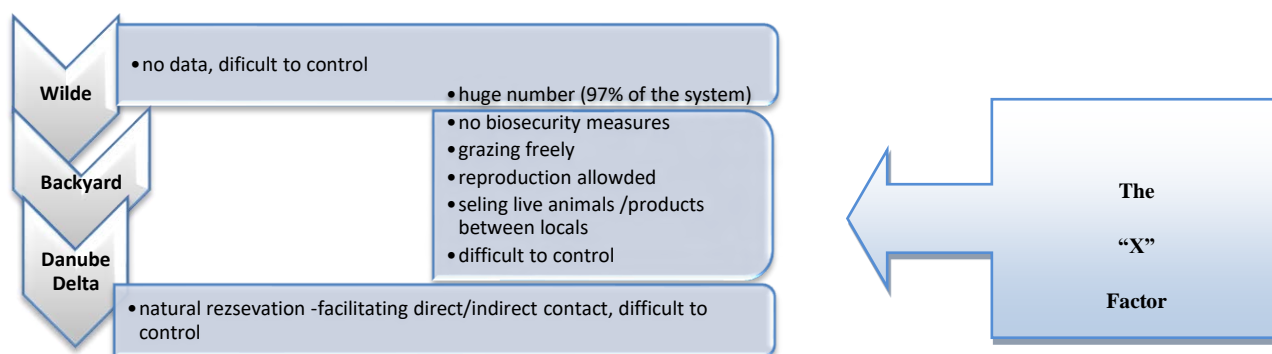 Wilde
•no data, dificult to control
Backyard
•huge number (97% of the system)
•no biosecurity measures
•grazing freely
•reproduction allowded
•seling live animals /products
between locals
•difficult to control
Danube
Delta
•natural rezsevation -facilitating direct/indirect contact, difficult to
control
The
“X”
Factor